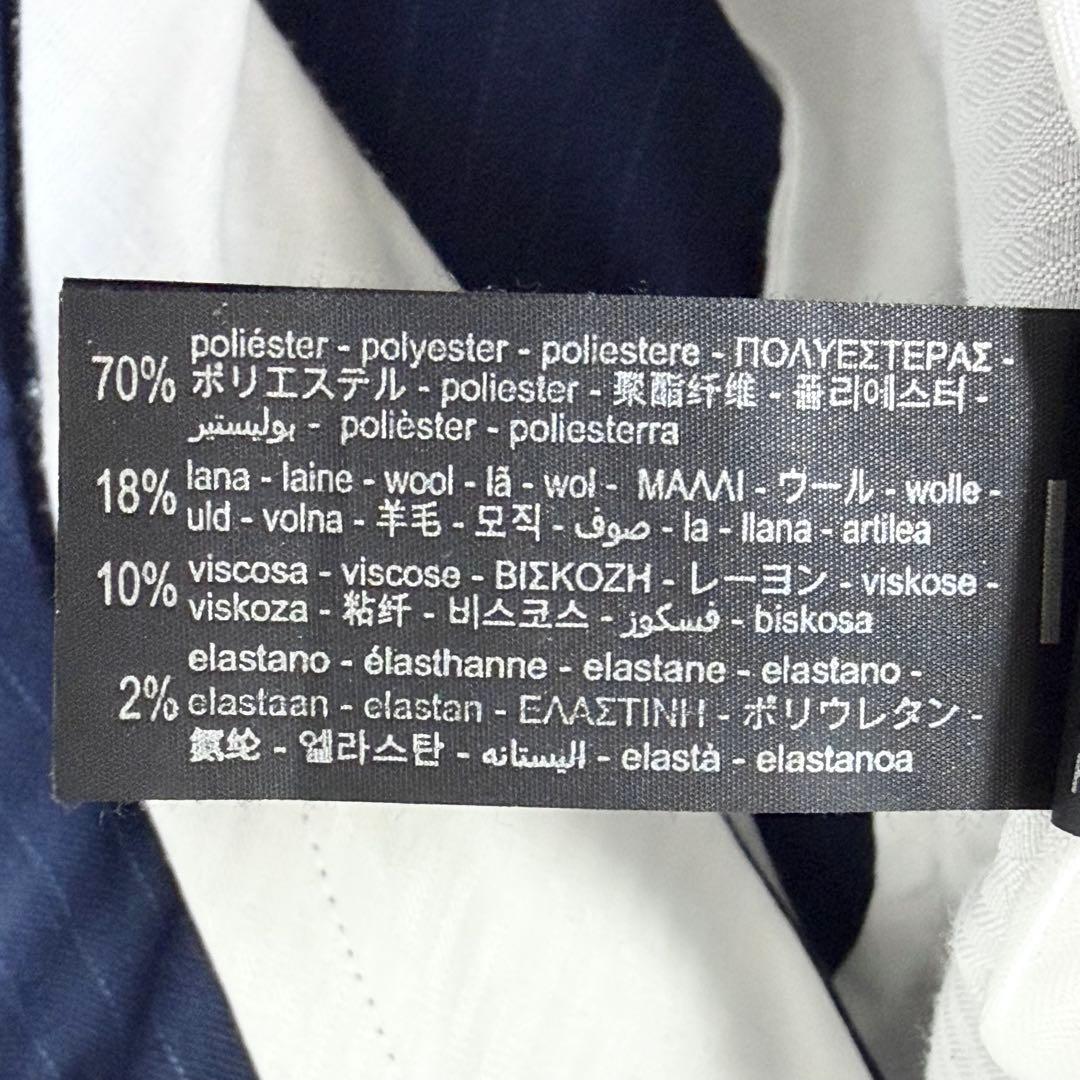 70% poliéster - polyester - poliestere - ΠΟΛΥΕΣΤΕΡΑΣ -
ポリエステル - poliester - 聚酯纤维 - 폴리에스터 -
بوليستير - polièster - poliesterra
18% lana - laine - wool - lã - wol - ΜΑΛΛΙ - ウール - wolle -
uld - volna - 羊毛 - 모직 - صوف - la - llana - artilea
10% viscosa - viscose - ΒΙΣΚΟΖΗ - レーヨン - viskose -
viskoza - 粘纤 - 비스코스 - فسكوز - biskosa
2% elastano - élasthanne - elastane - elastano -
elastaan - elastan - ΕΛΑΣΤΙΝΗ - ポリウレタン -
氨纶 - 엘라스탄 - اليستانه - elastà - elastanoa